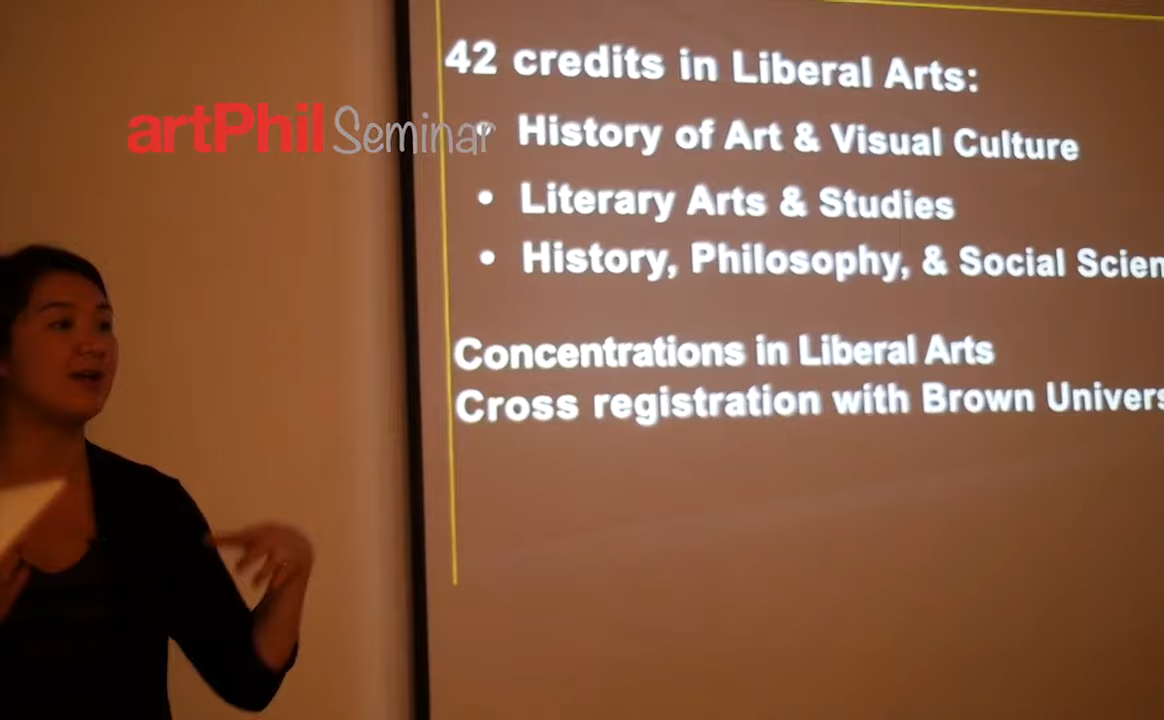 42 credits in Liberal Arts:
artPhil Seminar
• History of Art & Visual Culture
• Literary Arts & Studies
• History, Philosophy, & Social Scien
Concentrations in Liberal Arts
Cross registration with Brown Univers